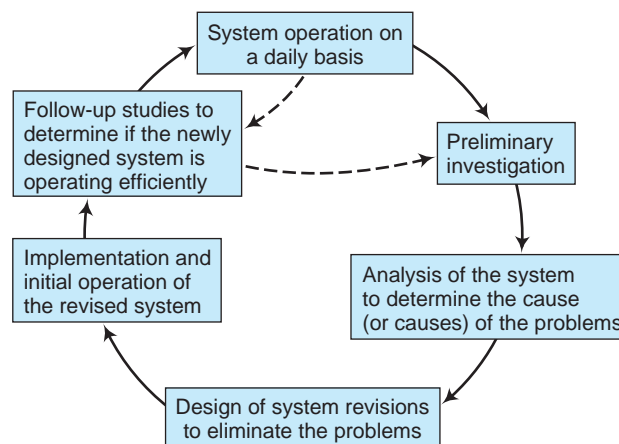 System operation on
a daily basis
Preliminary
investigation
Analysis of the system
to determine the cause
(or causes) of the problems
Design of system revisions
to eliminate the problems
Implementation and
initial operation of
the revised system
Follow-up studies to
determine if the newly
designed system is
operating efficiently